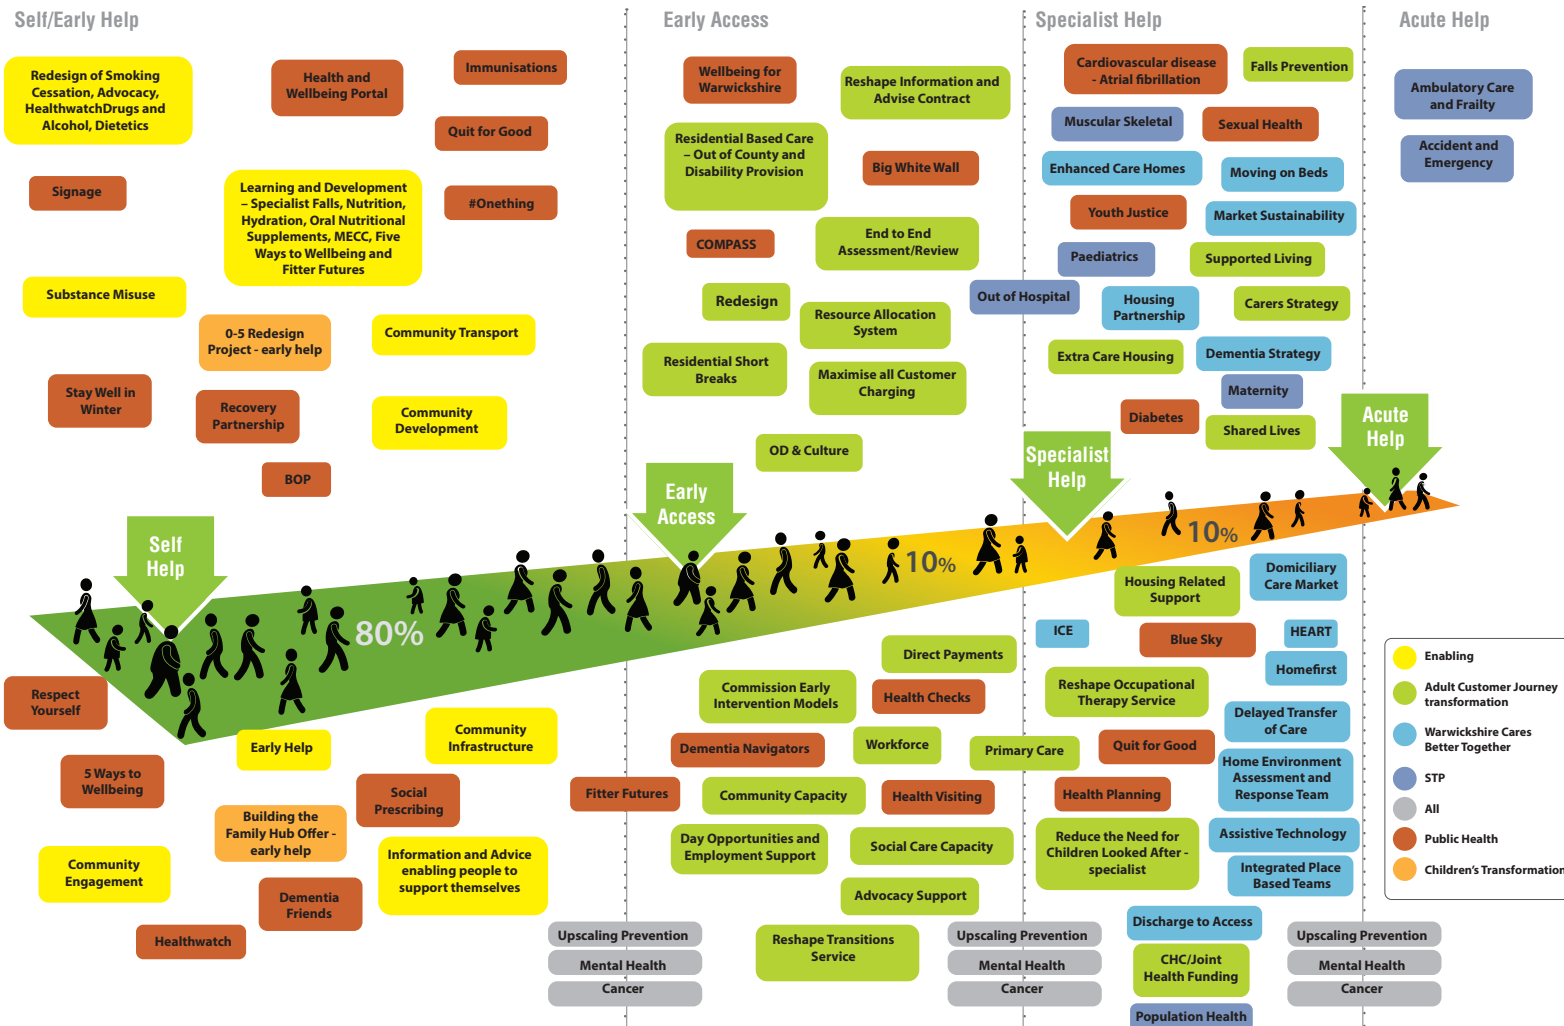 Self/Early Help
Early Access
Specialist Help
Acute Help
Redesign of Smoking
Cessation, Advocacy,
HealthwatchDrugs and
Alcohol, Dietetics
Health and
Wellbeing Portal
Immunisations
Quit for Good
Signage
Learning and Development
– Specialist Falls, Nutrition,
Hydration, Oral Nutritional
Supplements, MECC, Five
Ways to Wellbeing and
Fitter Futures
#Onething
Substance Misuse
0-5 Redesign
Project - early help
Community Transport
Stay Well in
Winter
Recovery
Partnership
Community
Development
BOP
Wellbeing for
Warwickshire
Reshape Information and
Advise Contract
Residential Based Care
– Out of County and
Disability Provision
Big White Wall
COMPASS
End to End
Assessment/Review
Redesign
Resource Allocation
System
Residential Short
Breaks
Maximise all Customer
Charging
OD & Culture
Out of Hospital
Cardiovascular disease
- Atrial fibrillation
Falls Prevention
Muscular Skeletal
Sexual Health
Enhanced Care Homes
Moving on Beds
Youth Justice
Market Sustainability
Paediatrics
Supported Living
Housing
Partnership
Carers Strategy
Extra Care Housing
Dementia Strategy
Maternity
Diabetes
Shared Lives
Ambulatory Care
and Frailty
Accident and
Emergency
Self
Help
Early
Access
Specialist
Help
Acute
Help
80%
10%
10%
Respect
Yourself
Early Help
Community
Infrastructure
5 Ways to
Wellbeing
Social
Prescribing
Fitter Futures
Building the
Family Hub Offer -
early help
Community
Engagement
Information and Advice
enabling people to
support themselves
Dementia
Friends
Healthwatch
Direct Payments
Commission Early
Intervention Models
Health Checks
Dementia Navigators
Workforce
Primary Care
Community Capacity
Health Visiting
Day Opportunities and
Employment Support
Social Care Capacity
Advocacy Support
Reshape Transitions
Service
Housing Related
Support
Domiciliary
Care Market
ICE
Blue Sky
HEART
Homefirst
Reshape Occupational
Therapy Service
Delayed Transfer
of Care
Quit for Good
Home Environment
Assessment and
Response Team
Health Planning
Reduce the Need for
Children Looked After -
specialist
Assistive Technology
Integrated Place
Based Teams
Discharge to Access
CHC/Joint
Health Funding
Population Health
Upscaling Prevention
Mental Health
Cancer
Upscaling Prevention
Mental Health
Cancer
Upscaling Prevention
Mental Health
Cancer
Enabling
Adult Customer Journey
transformation
Warwickshire Cares
Better Together
STP
All
Public Health
Children's Transformation